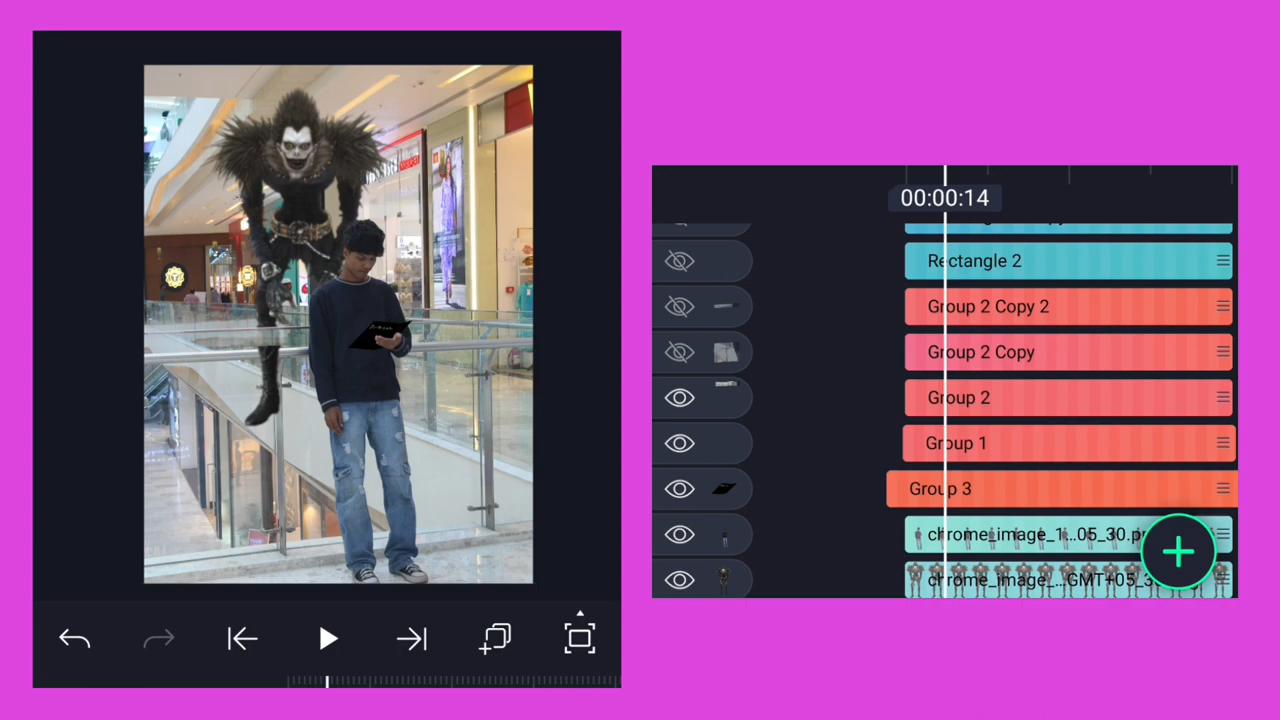 00:00:14
Rectangle 2
Group 2 Copy 2
Group 2 Copy
Group 2
Group 1
Group 3
chrome_image_1…05_30.p
chrome_image_…GMT+05_3